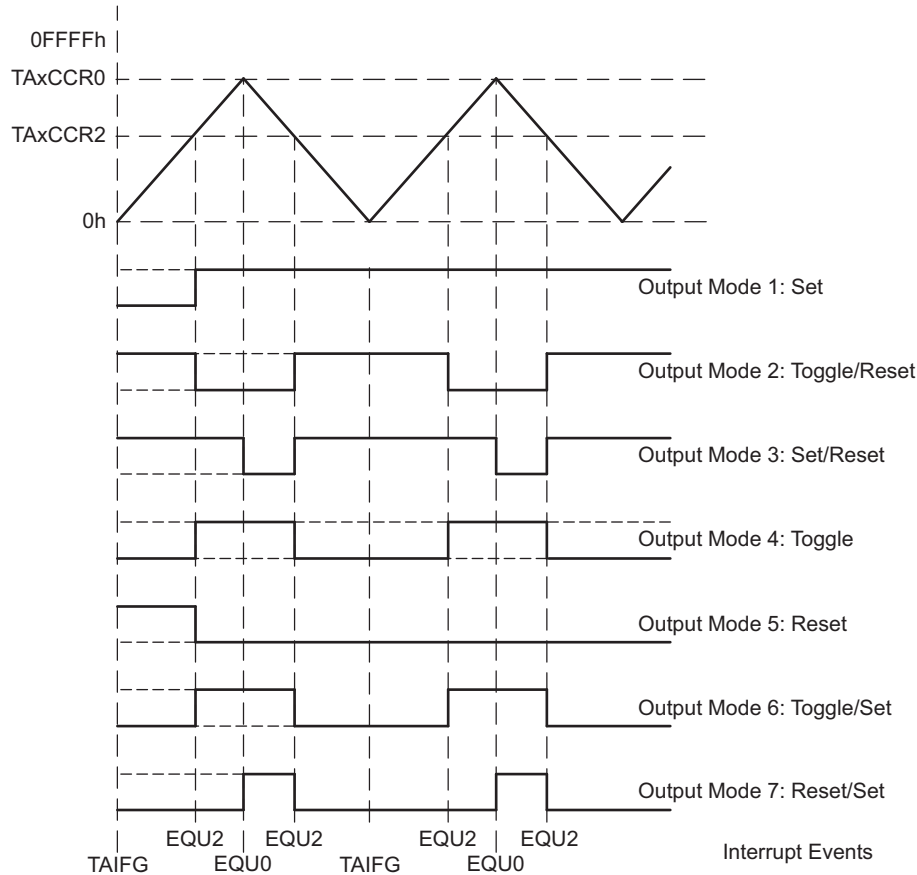 0FFFFh
TAxCCR0
TAxCCR2
0h
Output Mode 1: Set
Output Mode 2: Toggle/Reset
Output Mode 3: Set/Reset
Output Mode 4: Toggle
Output Mode 5: Reset
Output Mode 6: Toggle/Set
Output Mode 7: Reset/Set
EQU2 EQU2 EQU2 EQU2
TAIFG EQU0 TAIFG EQU0 Interrupt Events